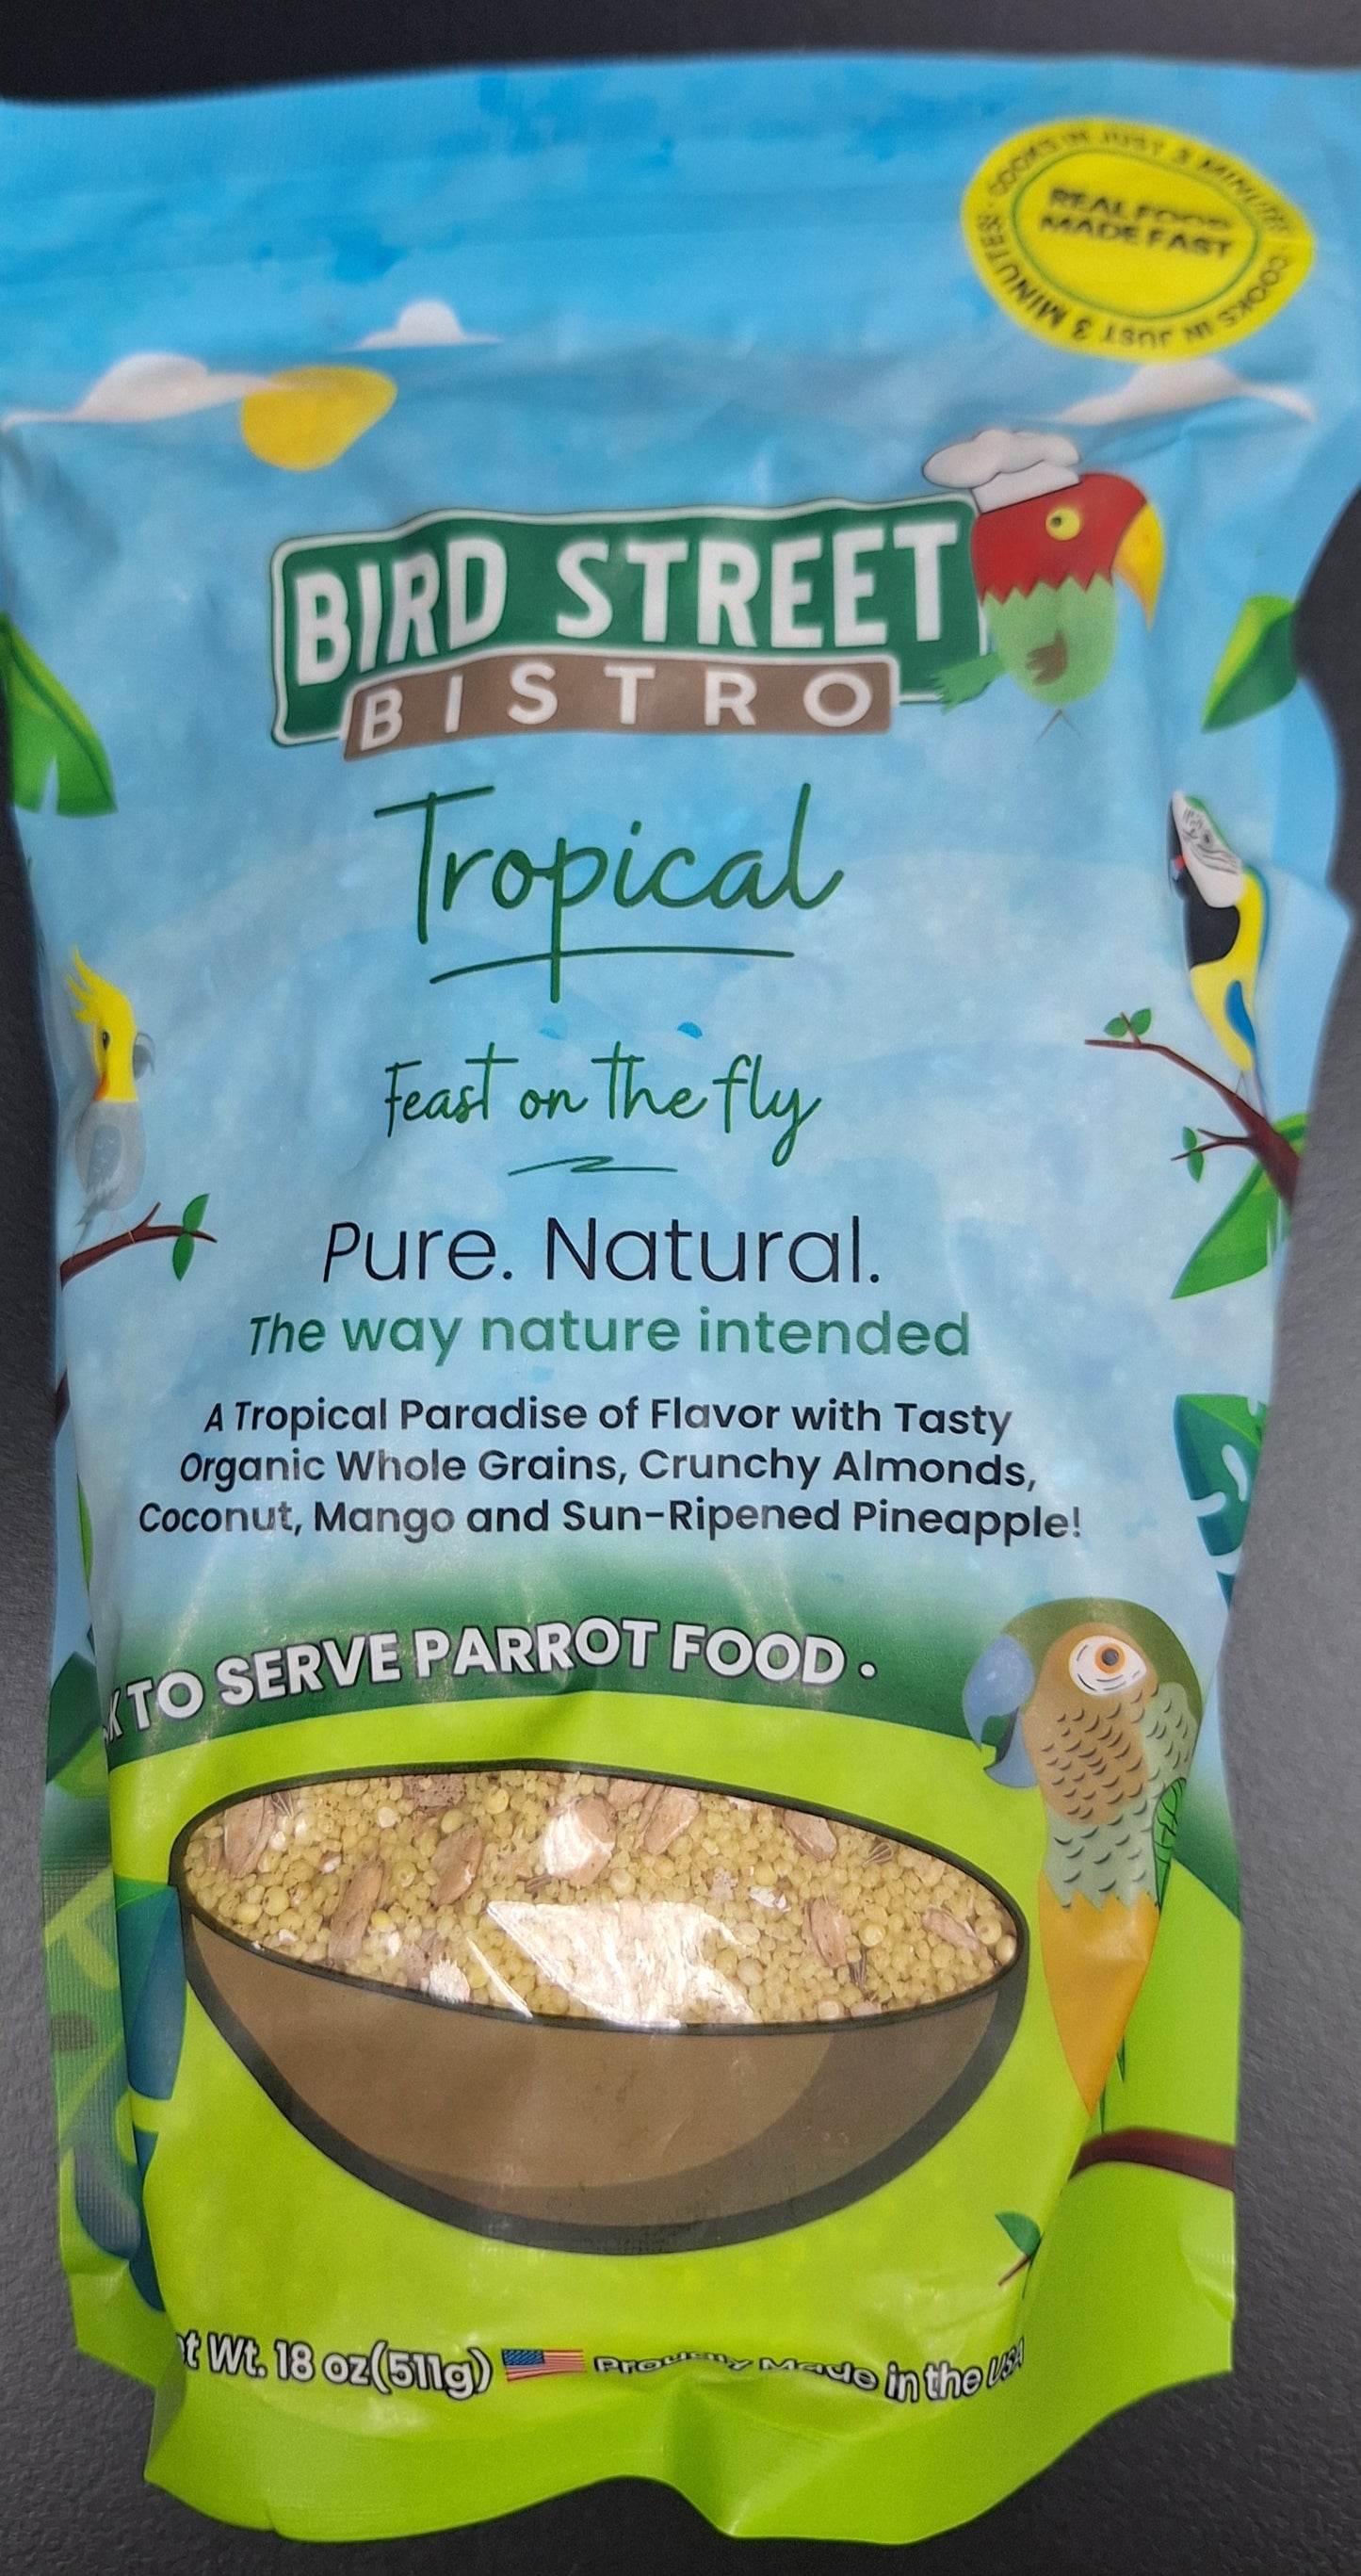 COOKS IN JUST 3 MINUTES! · COOKS IN JUST 3 MINUTES! ·
REAL FOOD
MADE FAST
BIRD STREET
BISTRO
Tropical
Feast on the fly
Pure. Natural.
The way nature intended
A Tropical Paradise of Flavor with Tasty
Organic Whole Grains, Crunchy Almonds,
Coconut, Mango and Sun-Ripened Pineapple!
TO SERVE PARROT FOOD •
t Wt. 18 oz(511g) Proudly Made in the USA